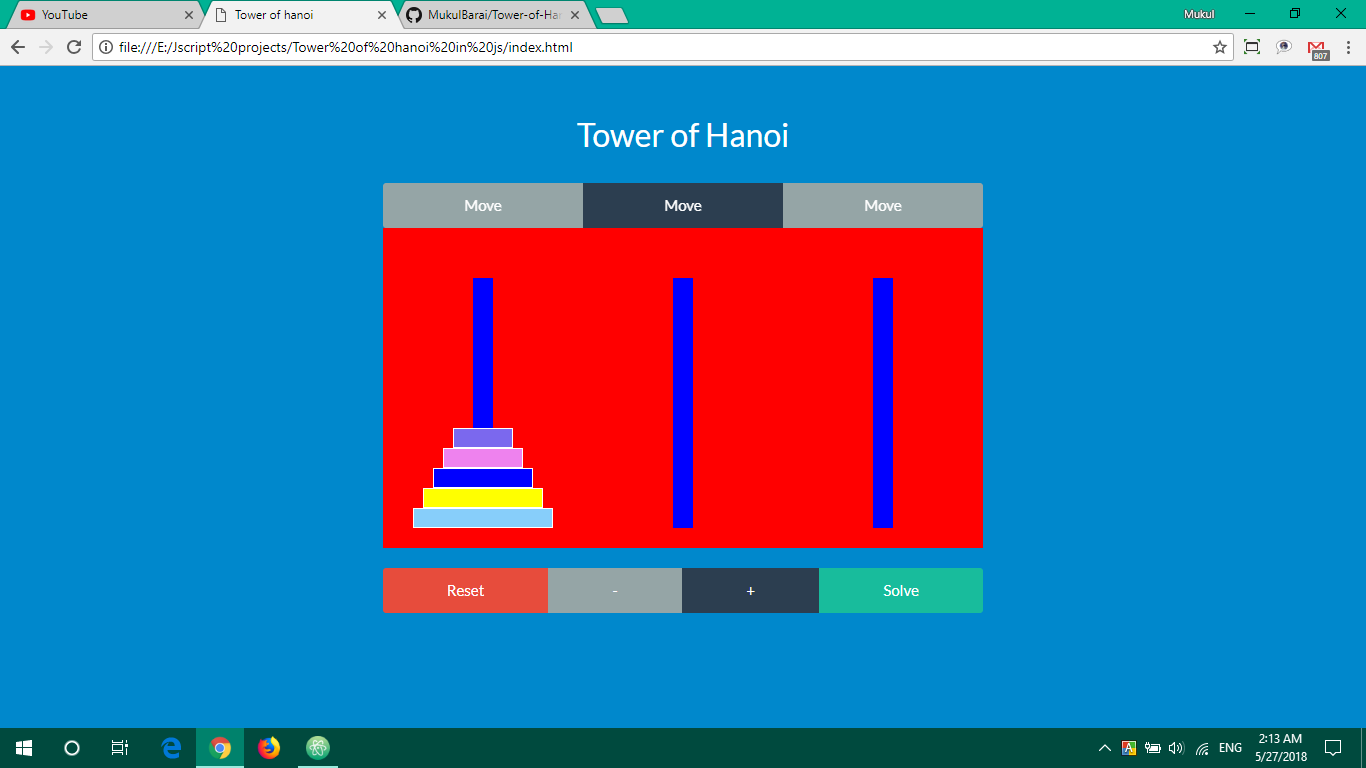 YouTube
Tower of hanoi
MukulBarai/Tower-of-Han
Mukul
file:///E:/Jscript%20projects/Tower%20of%20hanoi%20in%20js/index.html
807
Tower of Hanoi
Move Move Move
Reset - + Solve
ENG
2:13 AM
5/27/2018